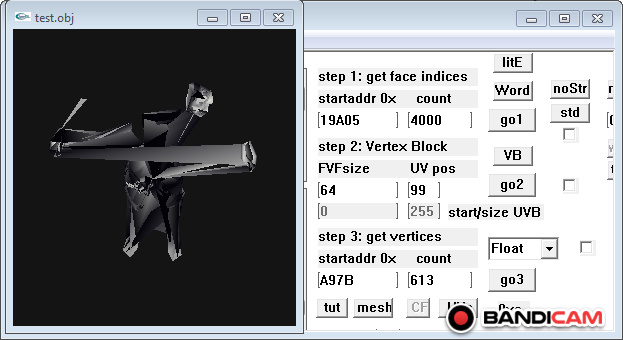 test.obj
litE
step 1: get face indices
startaddr 0x count
Word noStr
19A05 4000 go1 std
step 2: Vertex Block
VB
FVFsize UV pos
64 99 go2
0 255 start/size UVB
step 3: get vertices
Float
startaddr 0x count
A97B 613 go3
tut mesh CF
BANDICAM